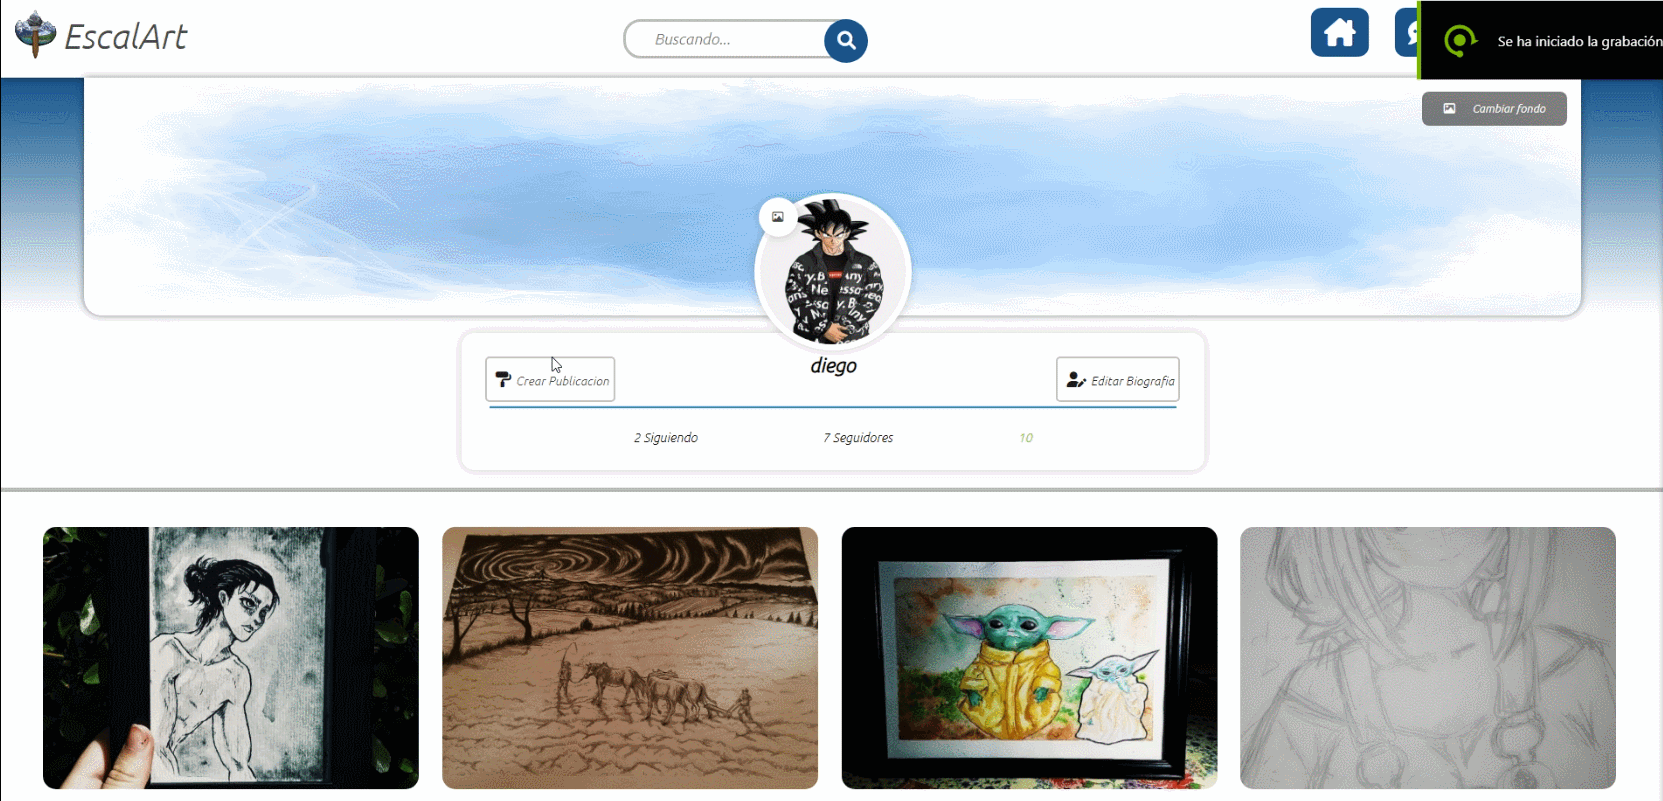 EscalArt
Buscando...
Se ha iniciado la grabación
Cambiar fondo
diego
Crear Publicacion
Editar Biografia
2 Siguiendo
7 Seguidores
10